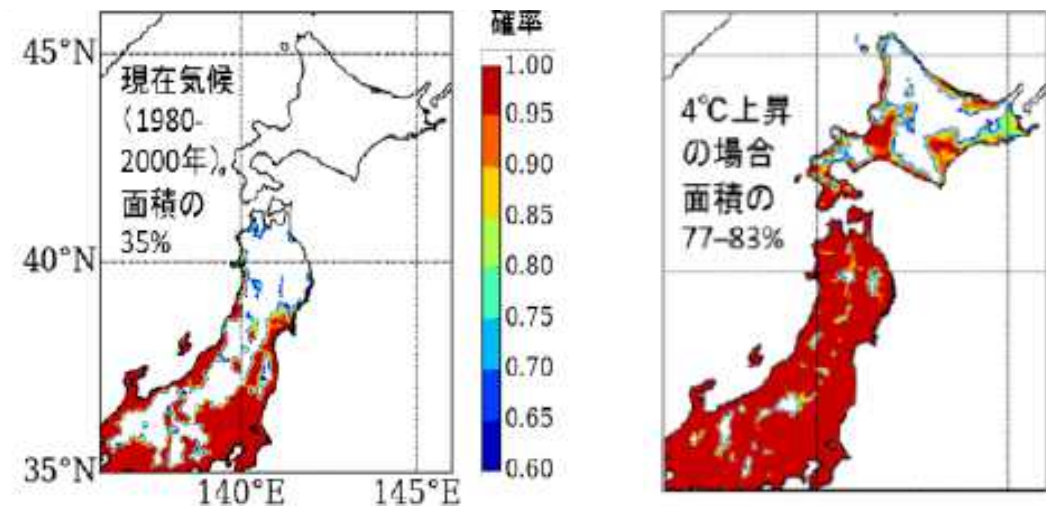 45°N
40°N
35°N
140°E
145°E
現在気候
(1980-
2000年)。
面積の
35%
確率
1.00
0.95
0.90
0.85
0.80
0.75
0.70
0.65
0.60
4℃上昇
の場合
面積の
77–83%